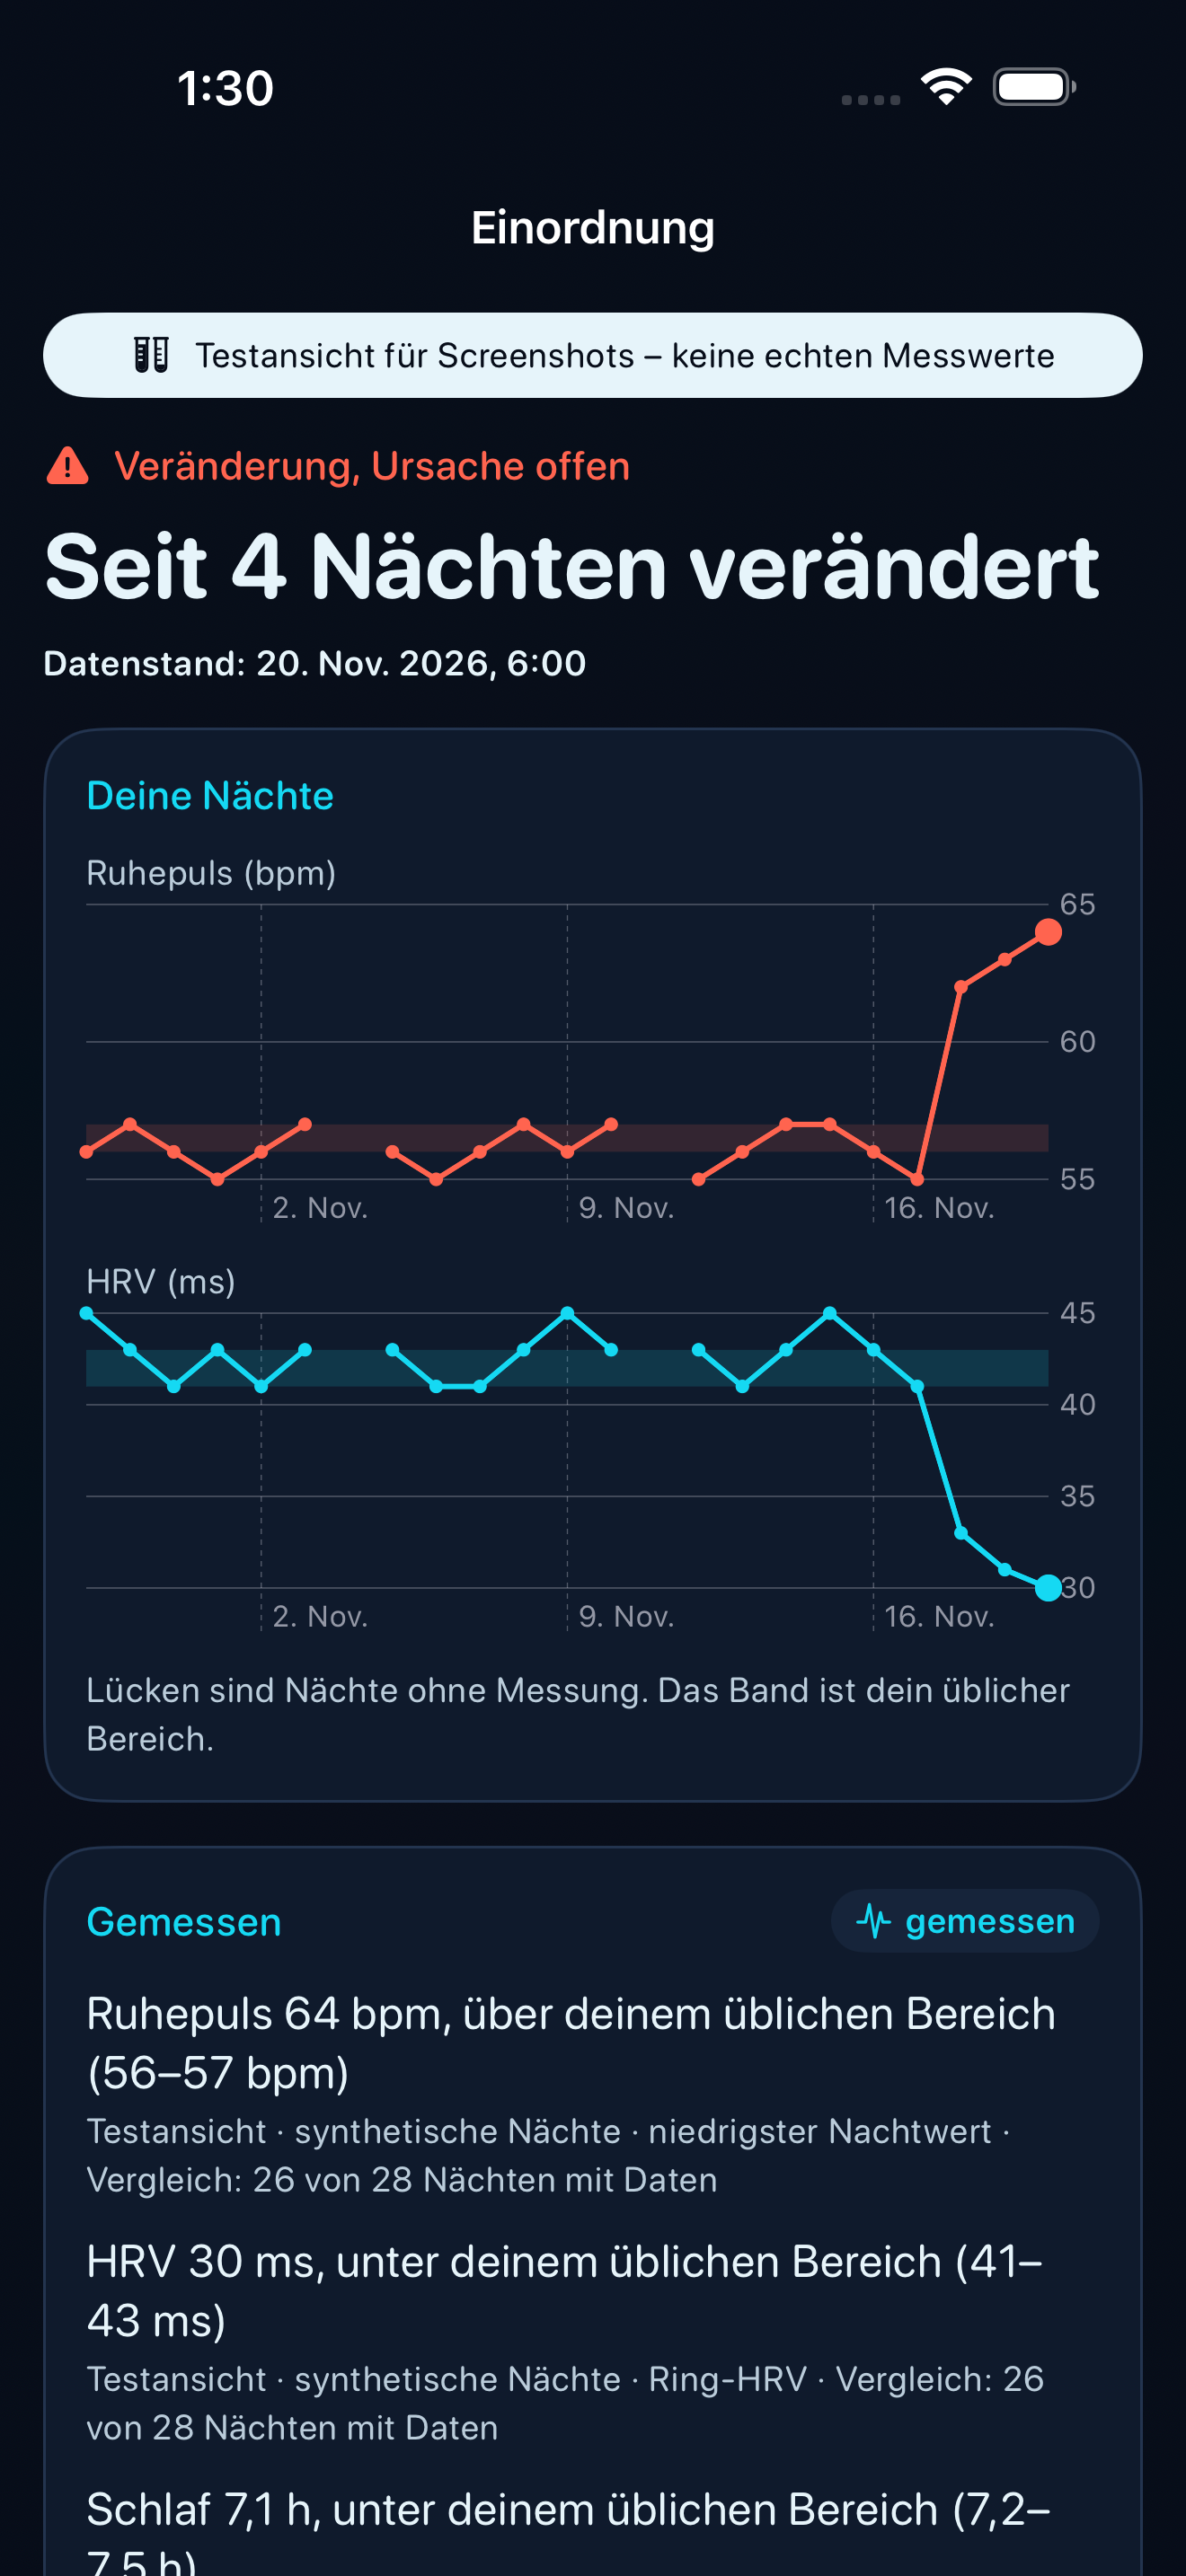 1:30
Einordnung
Testansicht für Screenshots – keine echten Messwerte
Veränderung, Ursache offen
Seit 4 Nächten verändert
Datenstand: 20. Nov. 2026, 6:00
Deine Nächte
Ruhepuls (bpm)
65
60
55
2. Nov.
9. Nov.
16. Nov.
HRV (ms)
45
40
35
30
2. Nov.
9. Nov.
16. Nov.
Lücken sind Nächte ohne Messung. Das Band ist dein üblicher
Bereich.
Gemessen
gemessen
Ruhepuls 64 bpm, über deinem üblichen Bereich
(56–57 bpm)
Testansicht · synthetische Nächte · niedrigster Nachtwert ·
Vergleich: 26 von 28 Nächten mit Daten
HRV 30 ms, unter deinem üblichen Bereich (41–
43 ms)
Testansicht · synthetische Nächte · Ring-HRV · Vergleich: 26
von 28 Nächten mit Daten
Schlaf 7,1 h, unter deinem üblichen Bereich (7,2–
7,5 h)